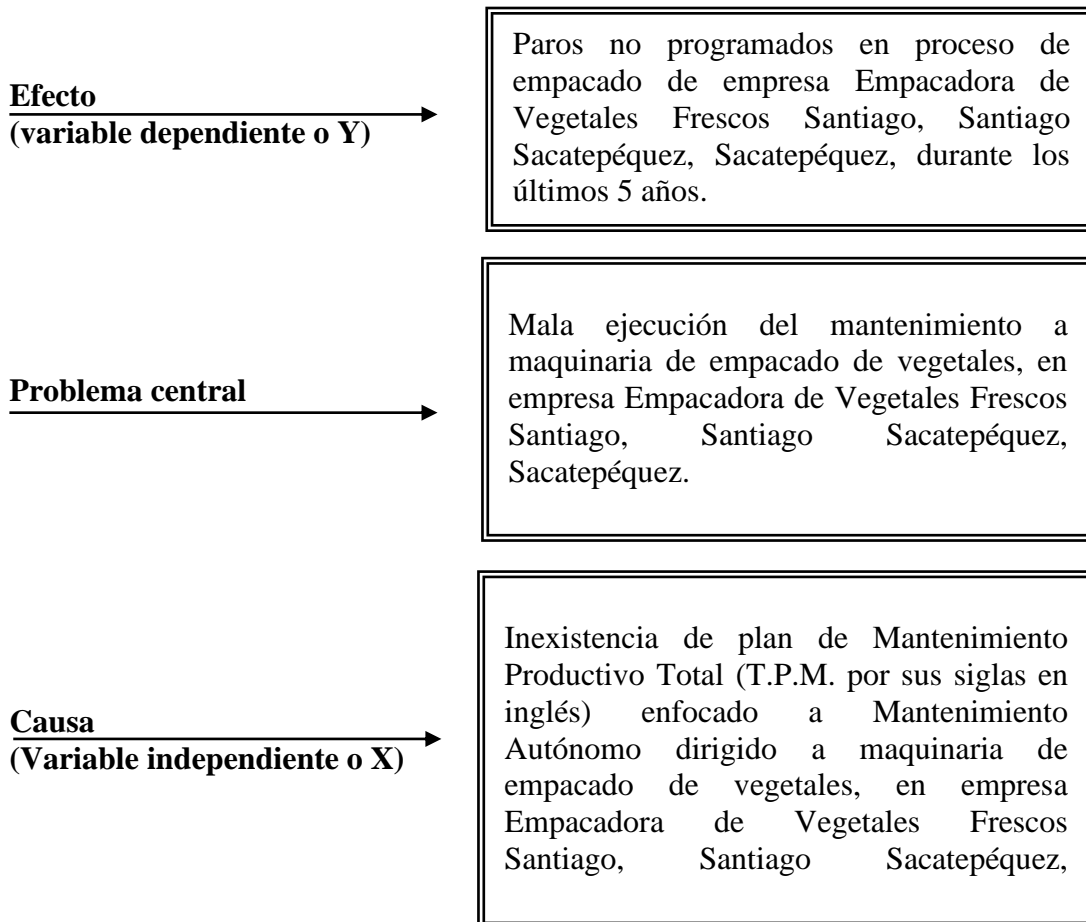 Efecto
(variable dependiente o Y)
Paros no programados en proceso de
empacado de empresa Empacadora de
Vegetales Frescos Santiago, Santiago
Sacatepéquez, Sacatepéquez, durante los
últimos 5 años.
Problema central
Mala ejecución del mantenimiento a
maquinaria de empacado de vegetales, en
empresa Empacadora de Vegetales Frescos
Santiago, Santiago Sacatepéquez,
Sacatepéquez.
Causa
(Variable independiente o X)
Inexistencia de plan de Mantenimiento
Productivo Total (T.P.M. por sus siglas en
inglés) enfocado a Mantenimiento
Autónomo dirigido a maquinaria de
empacado de vegetales, en empresa
Empacadora de Vegetales Frescos
Santiago, Santiago Sacatepéquez,